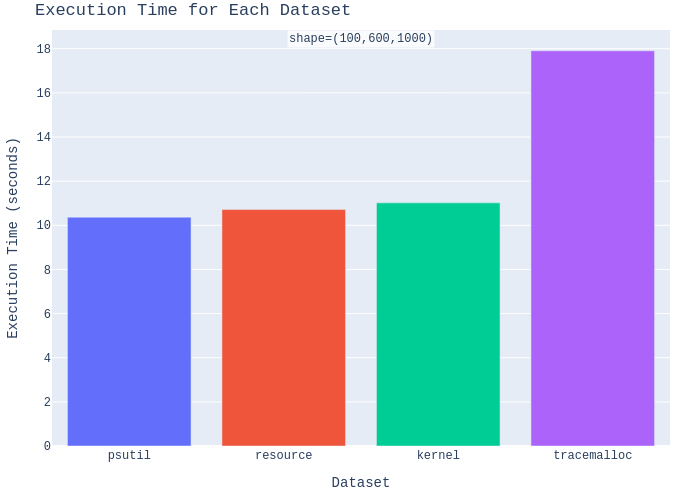 Execution Time for Each Dataset
shape=(100,600,1000)
18
16
14
12
10
8
6
4
2
0
Execution Time (seconds)
psutil resource kernel tracemalloc
Dataset